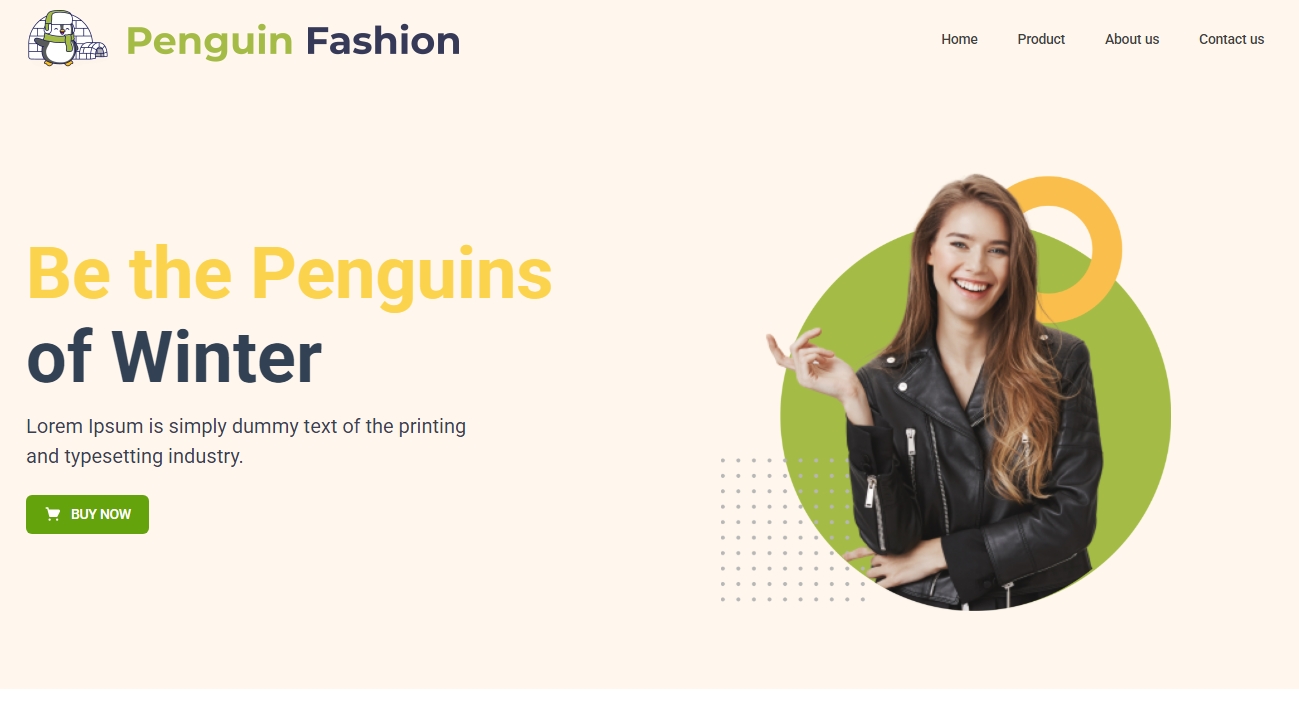 Penguin Fashion
Home
Product
About us
Contact us
Be the Penguins
of Winter
Lorem Ipsum is simply dummy text of the printing
and typesetting industry.
BUY NOW